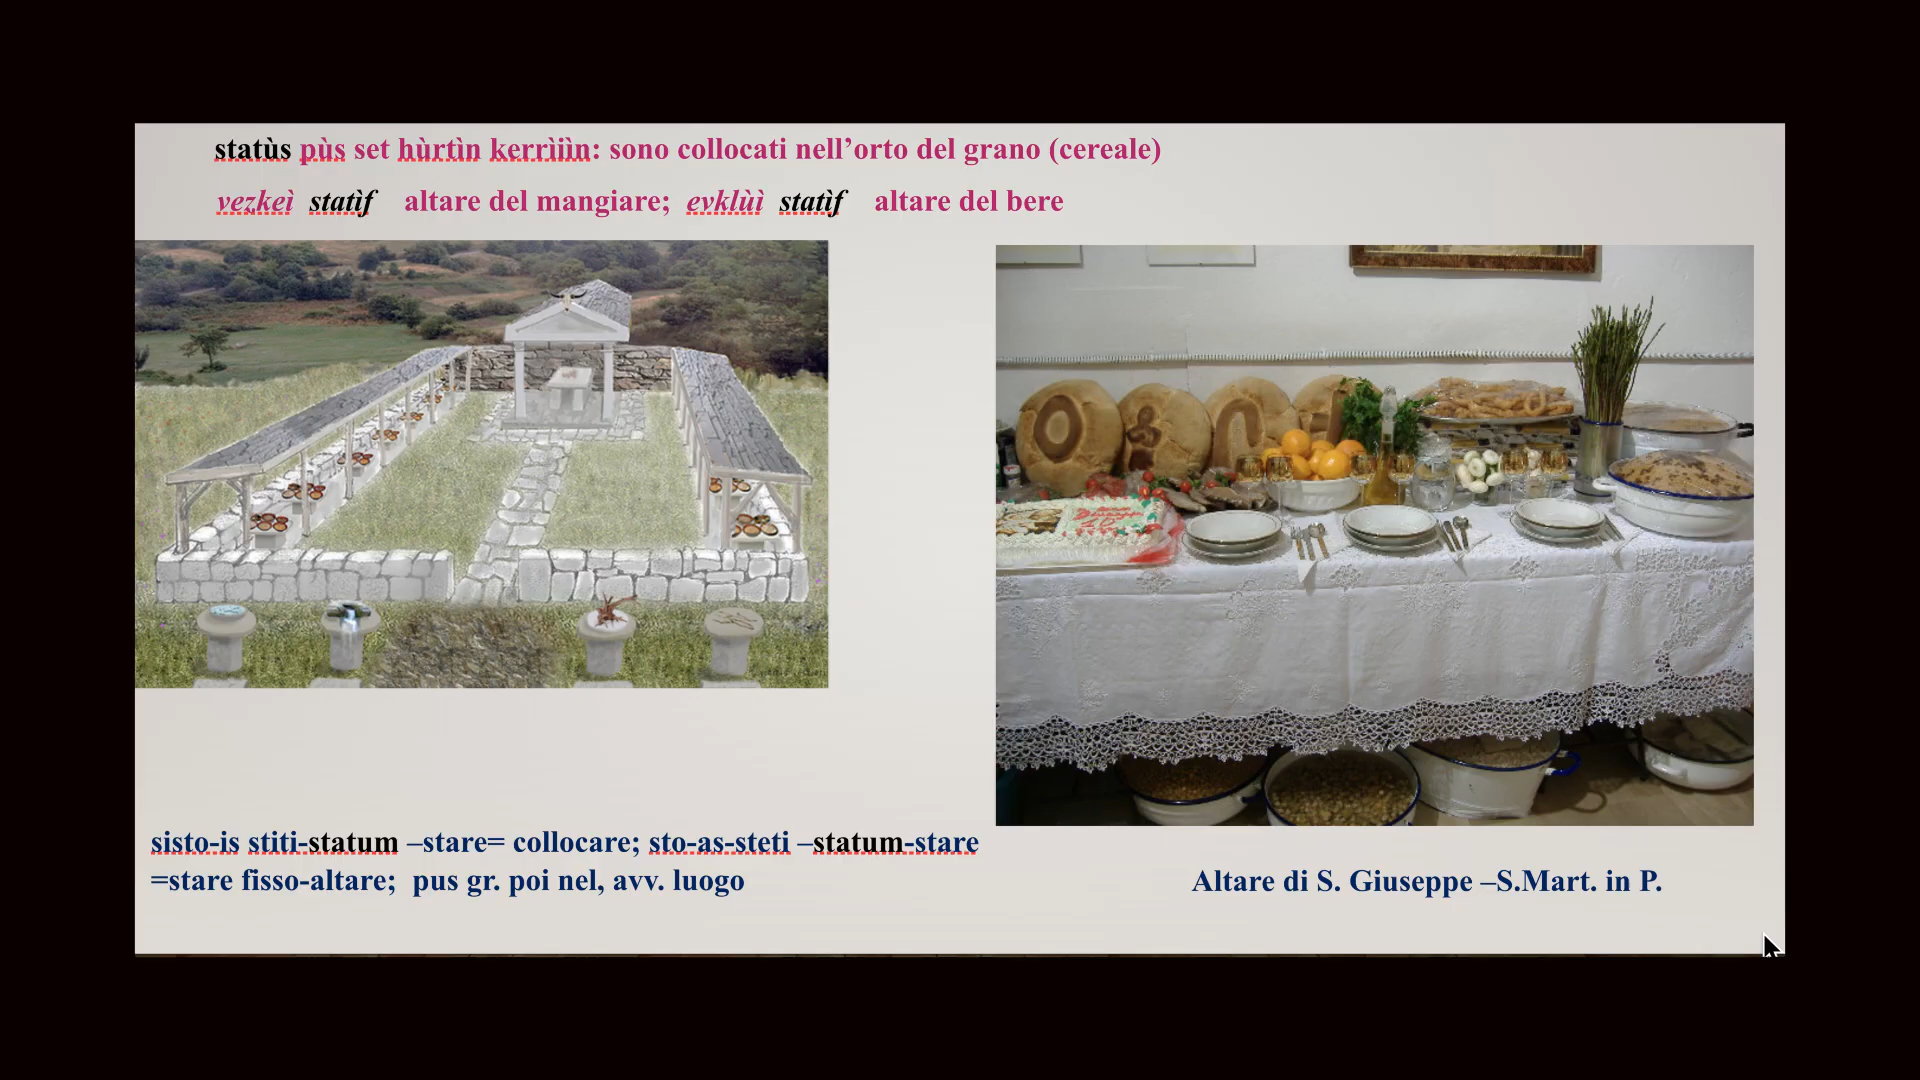 statùs pùs set hùrtìn kerrììn: sono collocati nell’orto del grano (cereale)
vezkeì statìf altare del mangiare; evklùì statìf altare del bere
sisto-is stiti-statum –stare= collocare; sto-as-steti –statum-stare
=stare fisso-altare; pus gr. poi nel, avv. luogo
Altare di S. Giuseppe –S.Mart. in P.